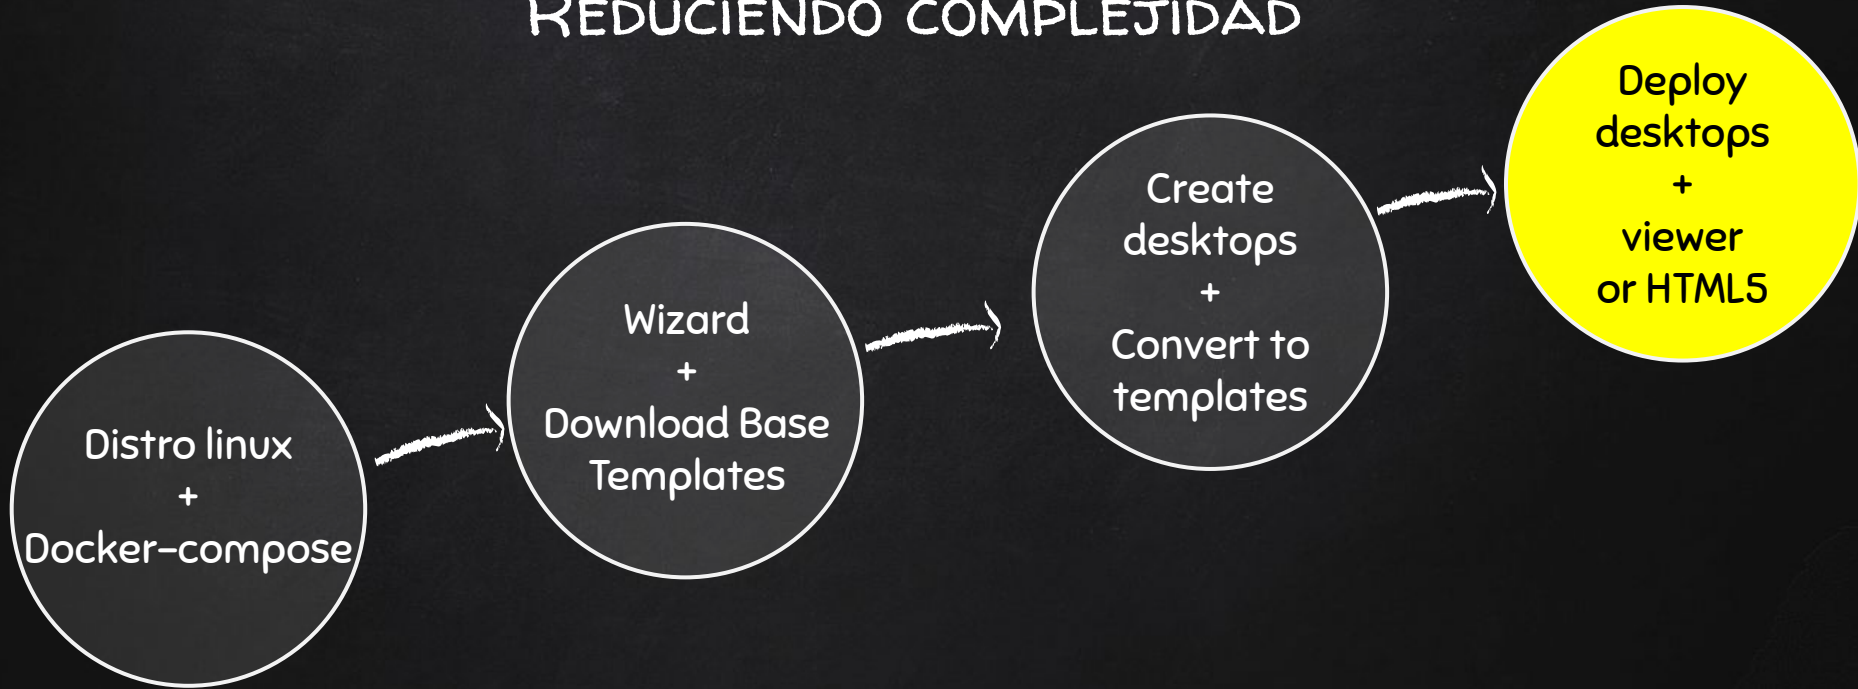 REDUCIENDO COMPLEJIDAD
Distro linux
+
Docker-compose
Wizard
+
Download Base
Templates
Create
desktops
+
Convert to
templates
Deploy
desktops
+
viewer
or HTML5